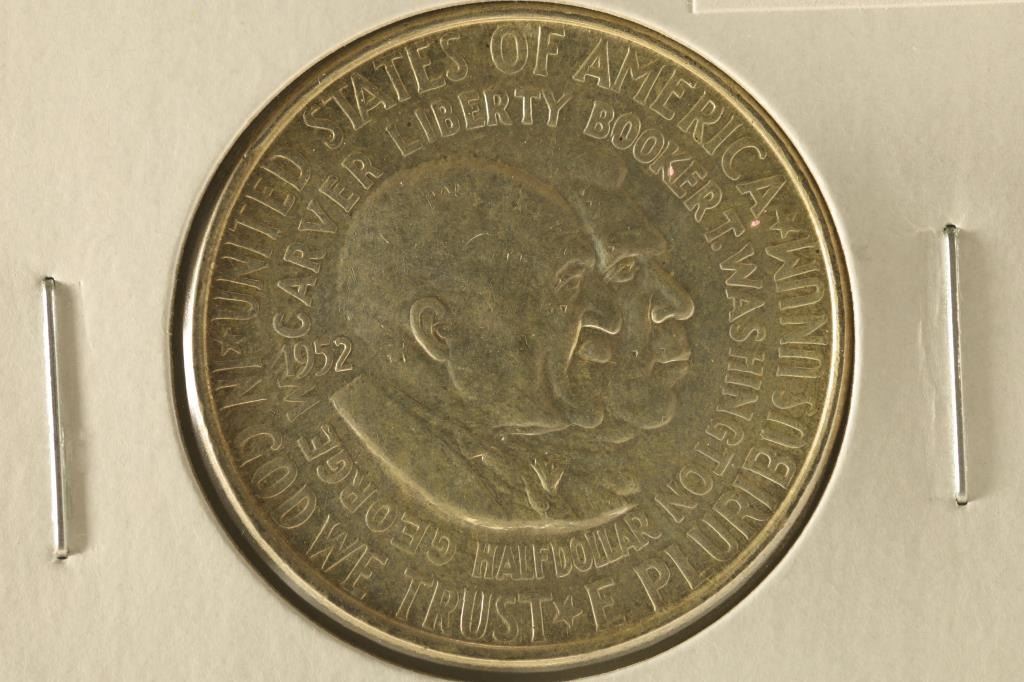 UNITED STATES OF AMERICA ★ E PLURIBUS UNUM ★ IN GOD WE TRUST ★
GEORGE W. CARVER LIBERTY BOOKER T. WASHINGTON
1952
HALF DOLLAR